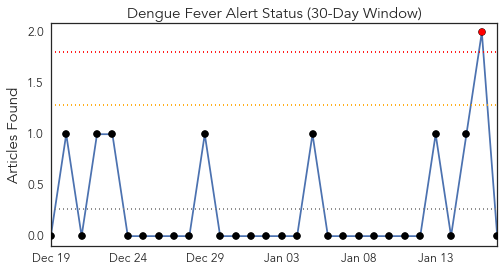 Dengue Fever Alert Status (30-Day Window)
Articles Found
2.0
1.5
1.0
0.5
0.0
Dec 19 Dec 24 Dec 29 Jan 03 Jan 08 Jan 13